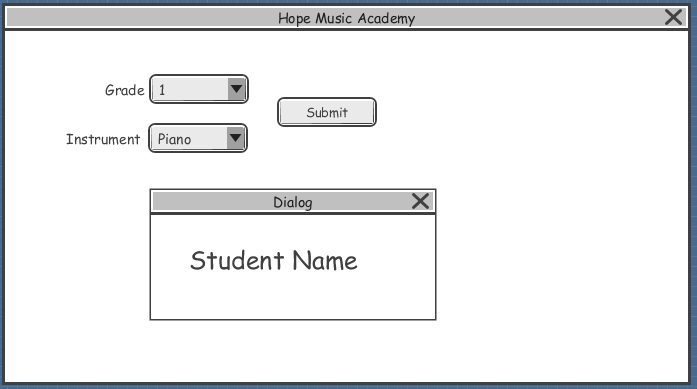 Hope Music Academy
Grade 1
Submit
Instrument Piano
Dialog
Student Name